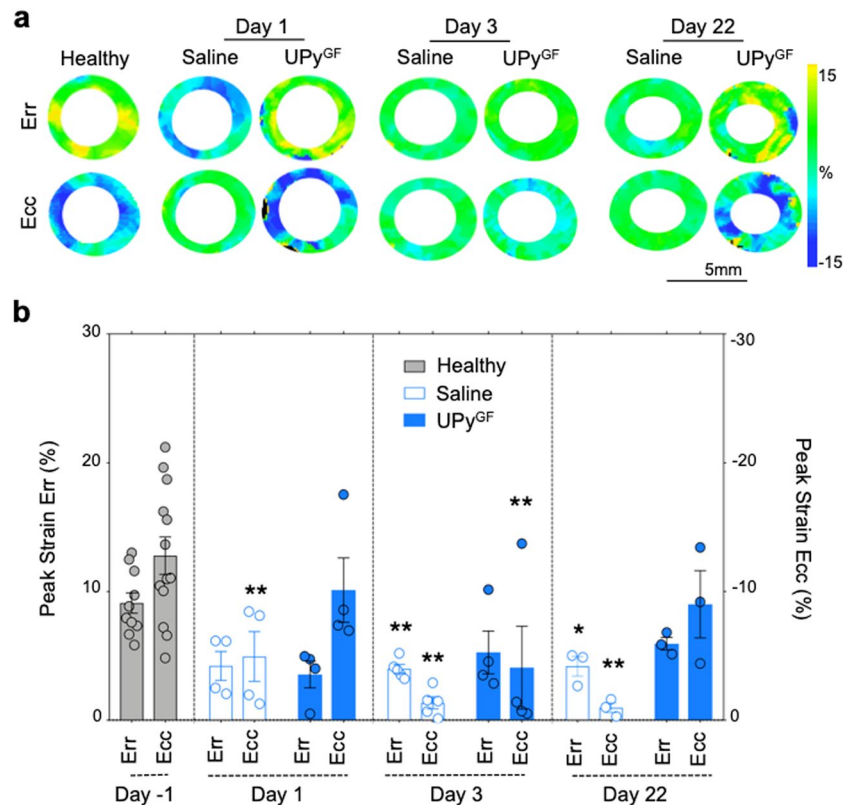 a
Day 1 Day 3 Day 22
Healthy Saline UPyGF Saline UPyGF Saline UPyGF
Err
Ecc
15
%
-15
5mm
b
30 -30
20 -20
10 -10
0 0
Peak Strain Err (%)
Peak Strain Ecc (%)
Healthy
Saline
UPyGF
**
**
**
**
*
**
Err Ecc Err Ecc Err Ecc Err Ecc Err Ecc Err Ecc Err Ecc
Day -1 Day 1 Day 3 Day 22